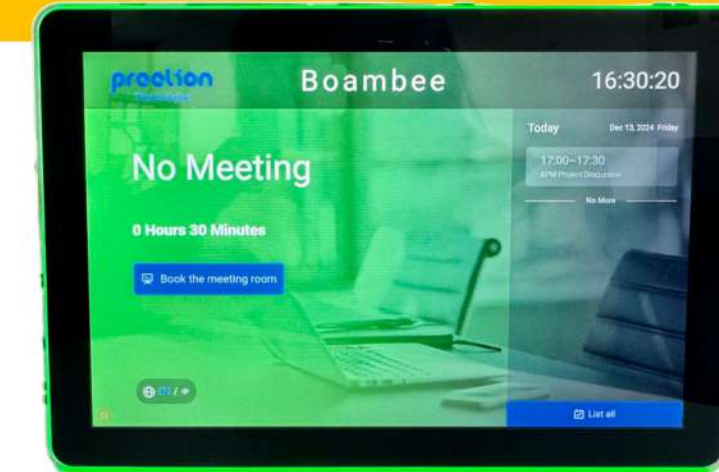 proelion
Boambee
16:30:20
No Meeting
0 Hours 30 Minutes
Book the meeting room
Today
Dec 13, 2024 Friday
17:00~17:30
APM Project Discussion
No More
List all